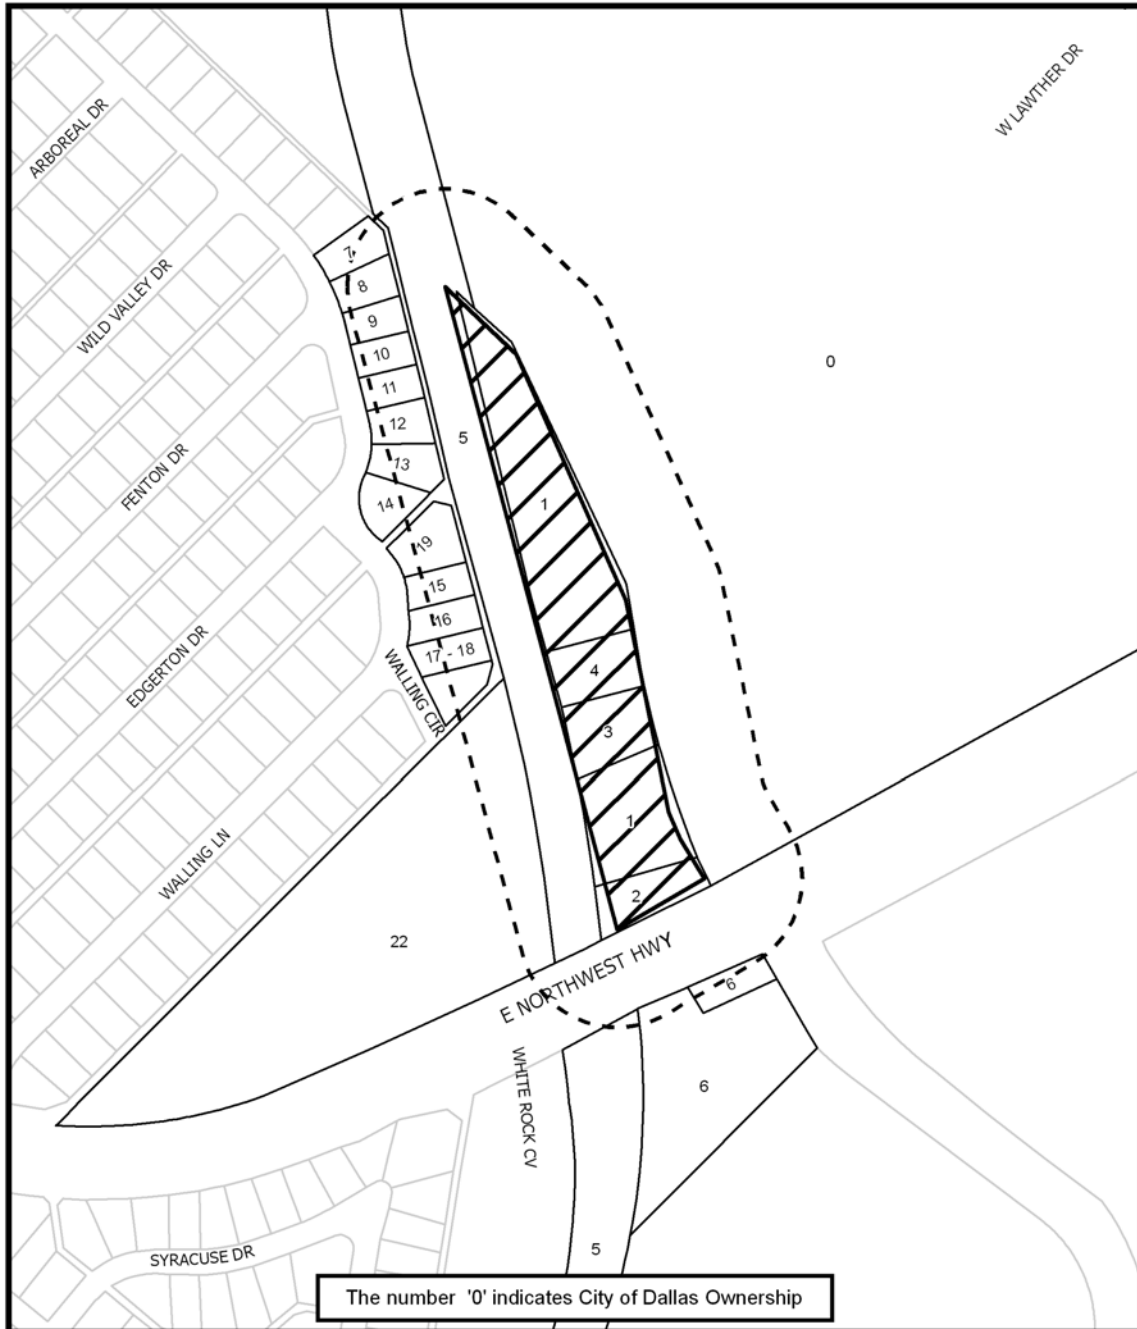 W LAWTHER DR
ARBOREAL DR
7
8
WILD VALLEY DR
9
10
0
11
12
5
13
FENTON DR
14
1
19
15
16
17 - 18
EDGERTON DR
WALLING CIR
4
3
1
WALLING LN
2
22
E NORTHWEST HWY
6
WHITE ROCK CV
6
SYRACUSE DR
5
The number '0' indicates City of Dallas Ownership